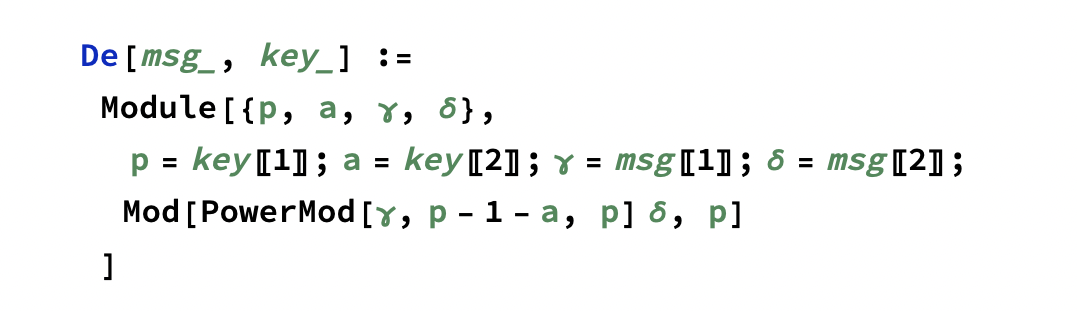 De[msg_, key_] :=
Module[{p, a, γ, δ},
p = key〚1〛; a = key〚2〛; γ = msg〚1〛; δ = msg〚2〛;
Mod[PowerMod[γ, p - 1 - a, p] δ, p]
]